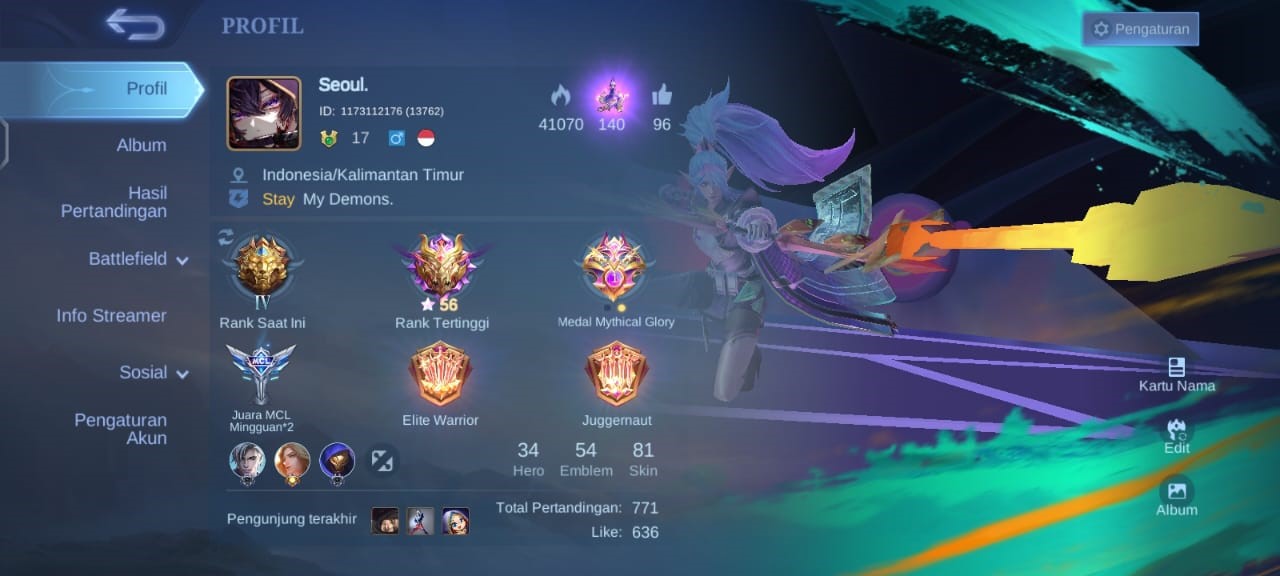 PROFIL
Pengaturan
Profil
Album
Hasil
Pertandingan
Battlefield
Info Streamer
Sosial
Pengaturan
Akun
Seoul.
ID: 1173112176 (13762)
17
41070 140 96
Indonesia/Kalimantan Timur
Stay My Demons.
IV
Rank Saat Ini
56
Rank Tertinggi
Medal Mythical Glory
MCL
Juara MCL
Mingguan*2
Elite Warrior
Juggernaut
34 54 81
Hero Emblem Skin
Pengunjung terakhir
Total Pertandingan: 771
Like: 636
Kartu Nama
Edit
Album